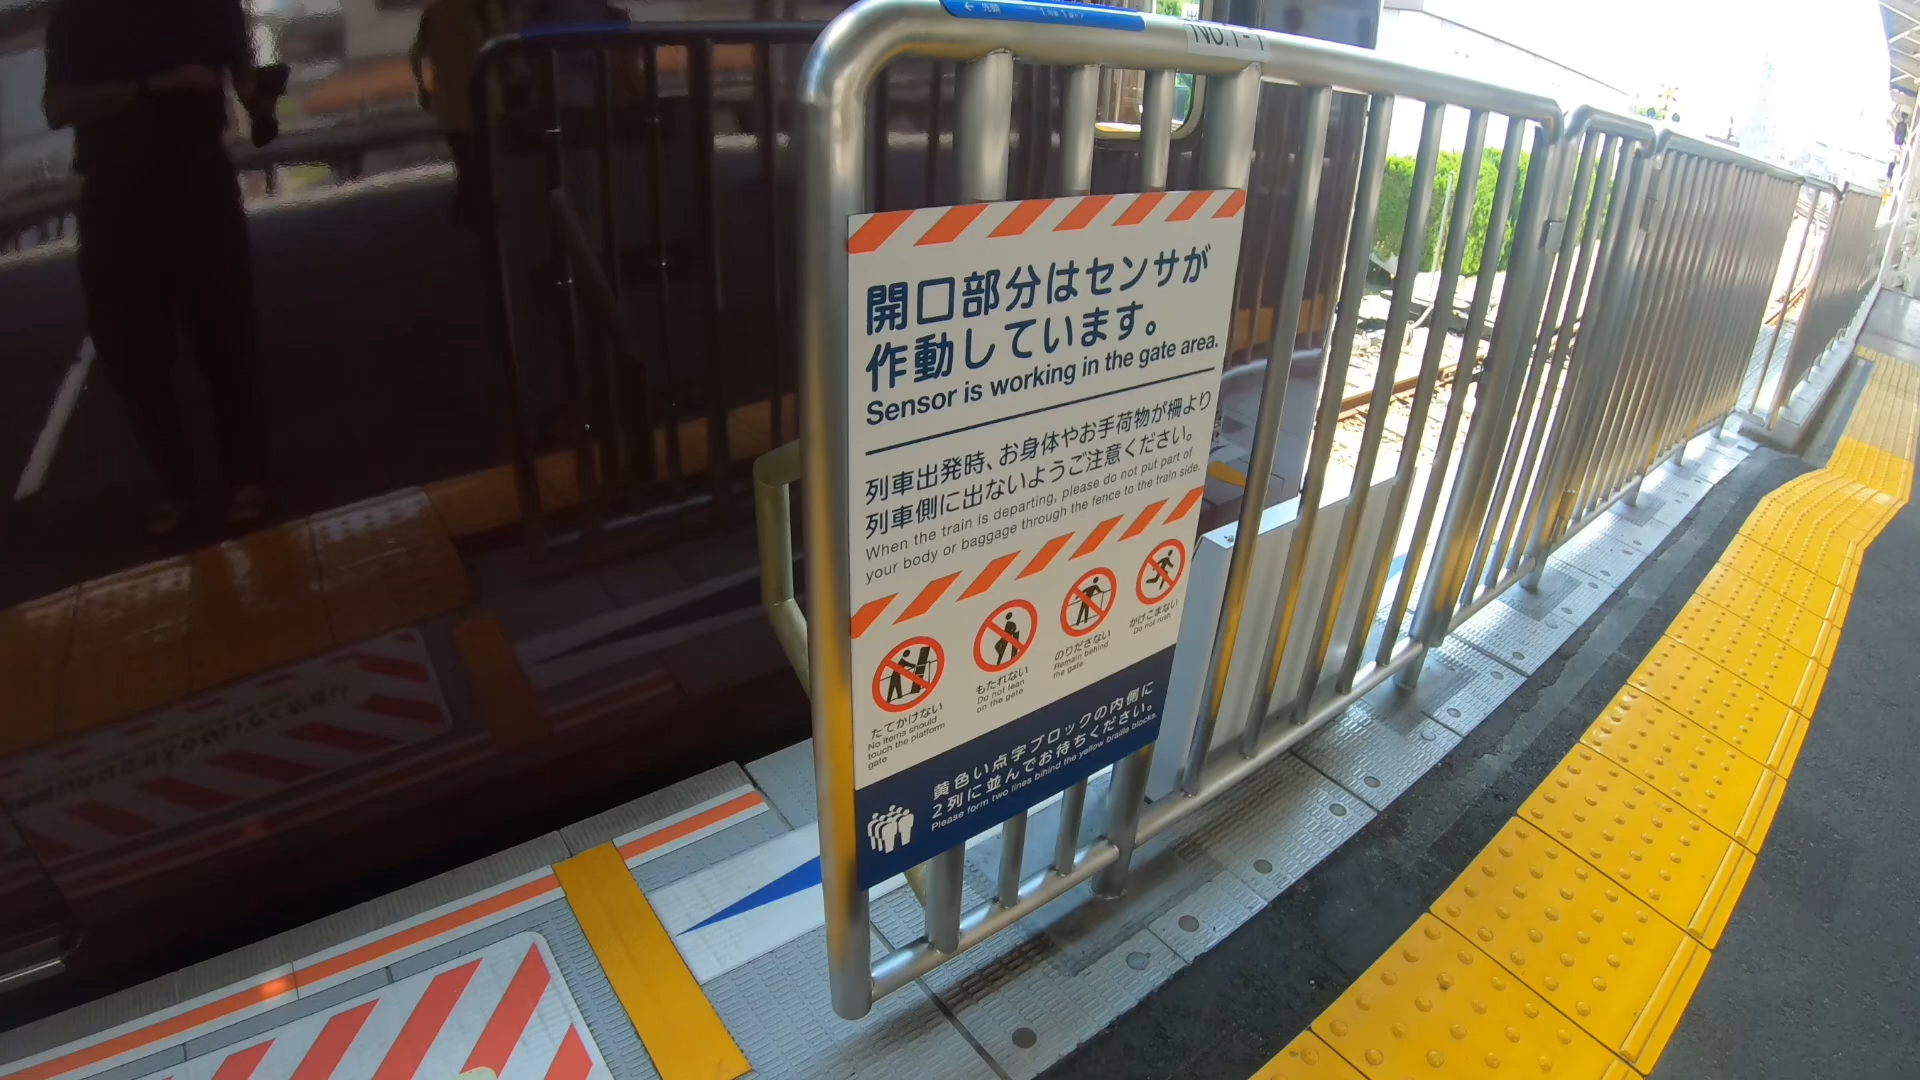 ← 先頭
No.1-1
開口部分はセンサが
作動しています。
Sensor is working in the gate area.
列車出発時、お身体やお手荷物が柵より
列車側に出ないようご注意ください。
When the train is departing, please do not put part of
your body or baggage through the fence to the train side.
たてかけない
No items should
touch the platform
gate
もたれない
Do not lean
on the gate
のりださない
Remain behind
the gate
かけこまない
Do not rush
黄色い点字ブロックの内側に
2列に並んでお待ちください。
Please form two lines bihind the yellow braille blocks.